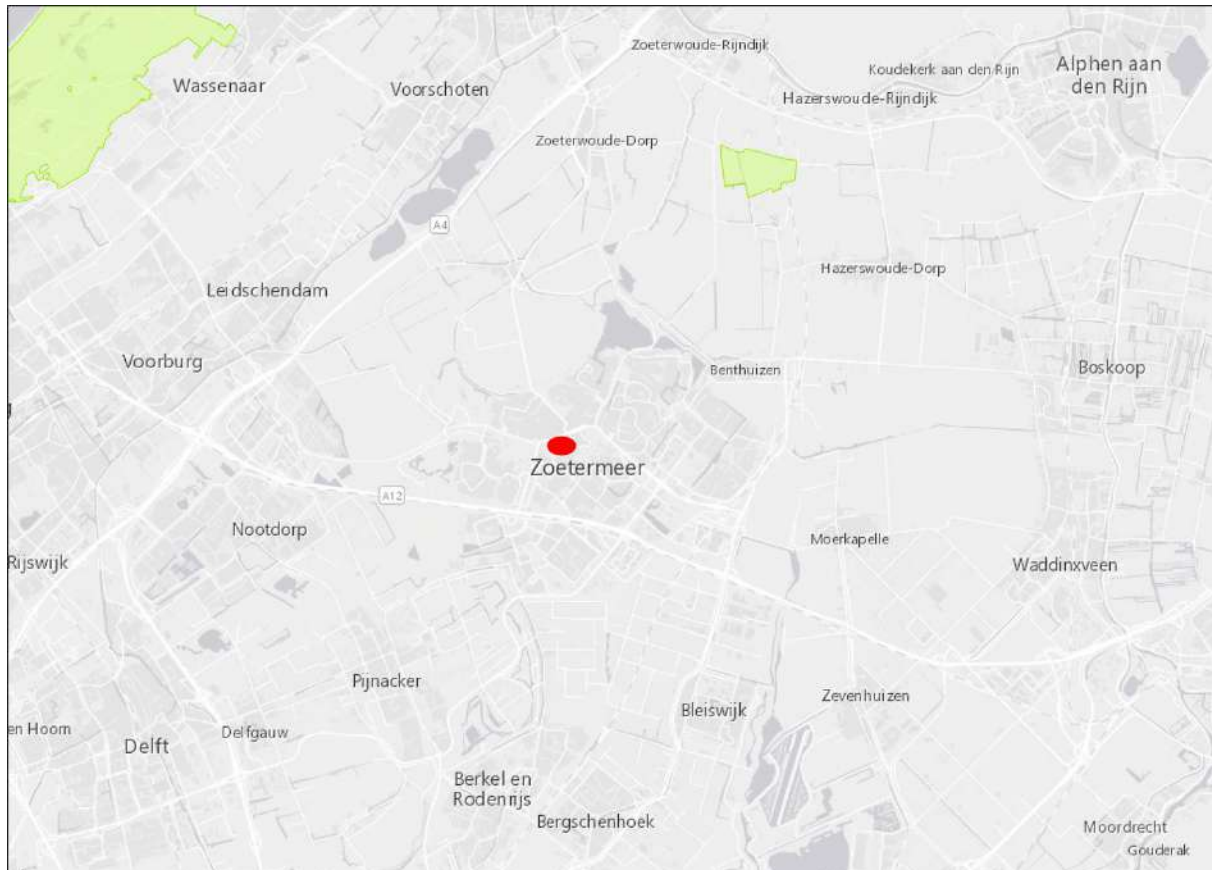 Zoeterwoude-Rijndijk
Alphen aan
den Rijn
Koudekerk aan den Rijn
Wassenaar
Voorschoten
Hazerswoude-Rijndijk
Zoeterwoude-Dorp
A4
Hazerswoude-Dorp
Leidschendam
Voorburg
Benthuizen
Boskoop
Zoetermeer
A12
Nootdorp
Moerkapelle
Rijswijk
Waddinxveen
Pijnacker
Zevenhuizen
Bleiswijk
en Hoorn
Delfgauw
Delft
Berkel en
Rodenrijs
Bergschenhoek
Moordrecht
Gouderak